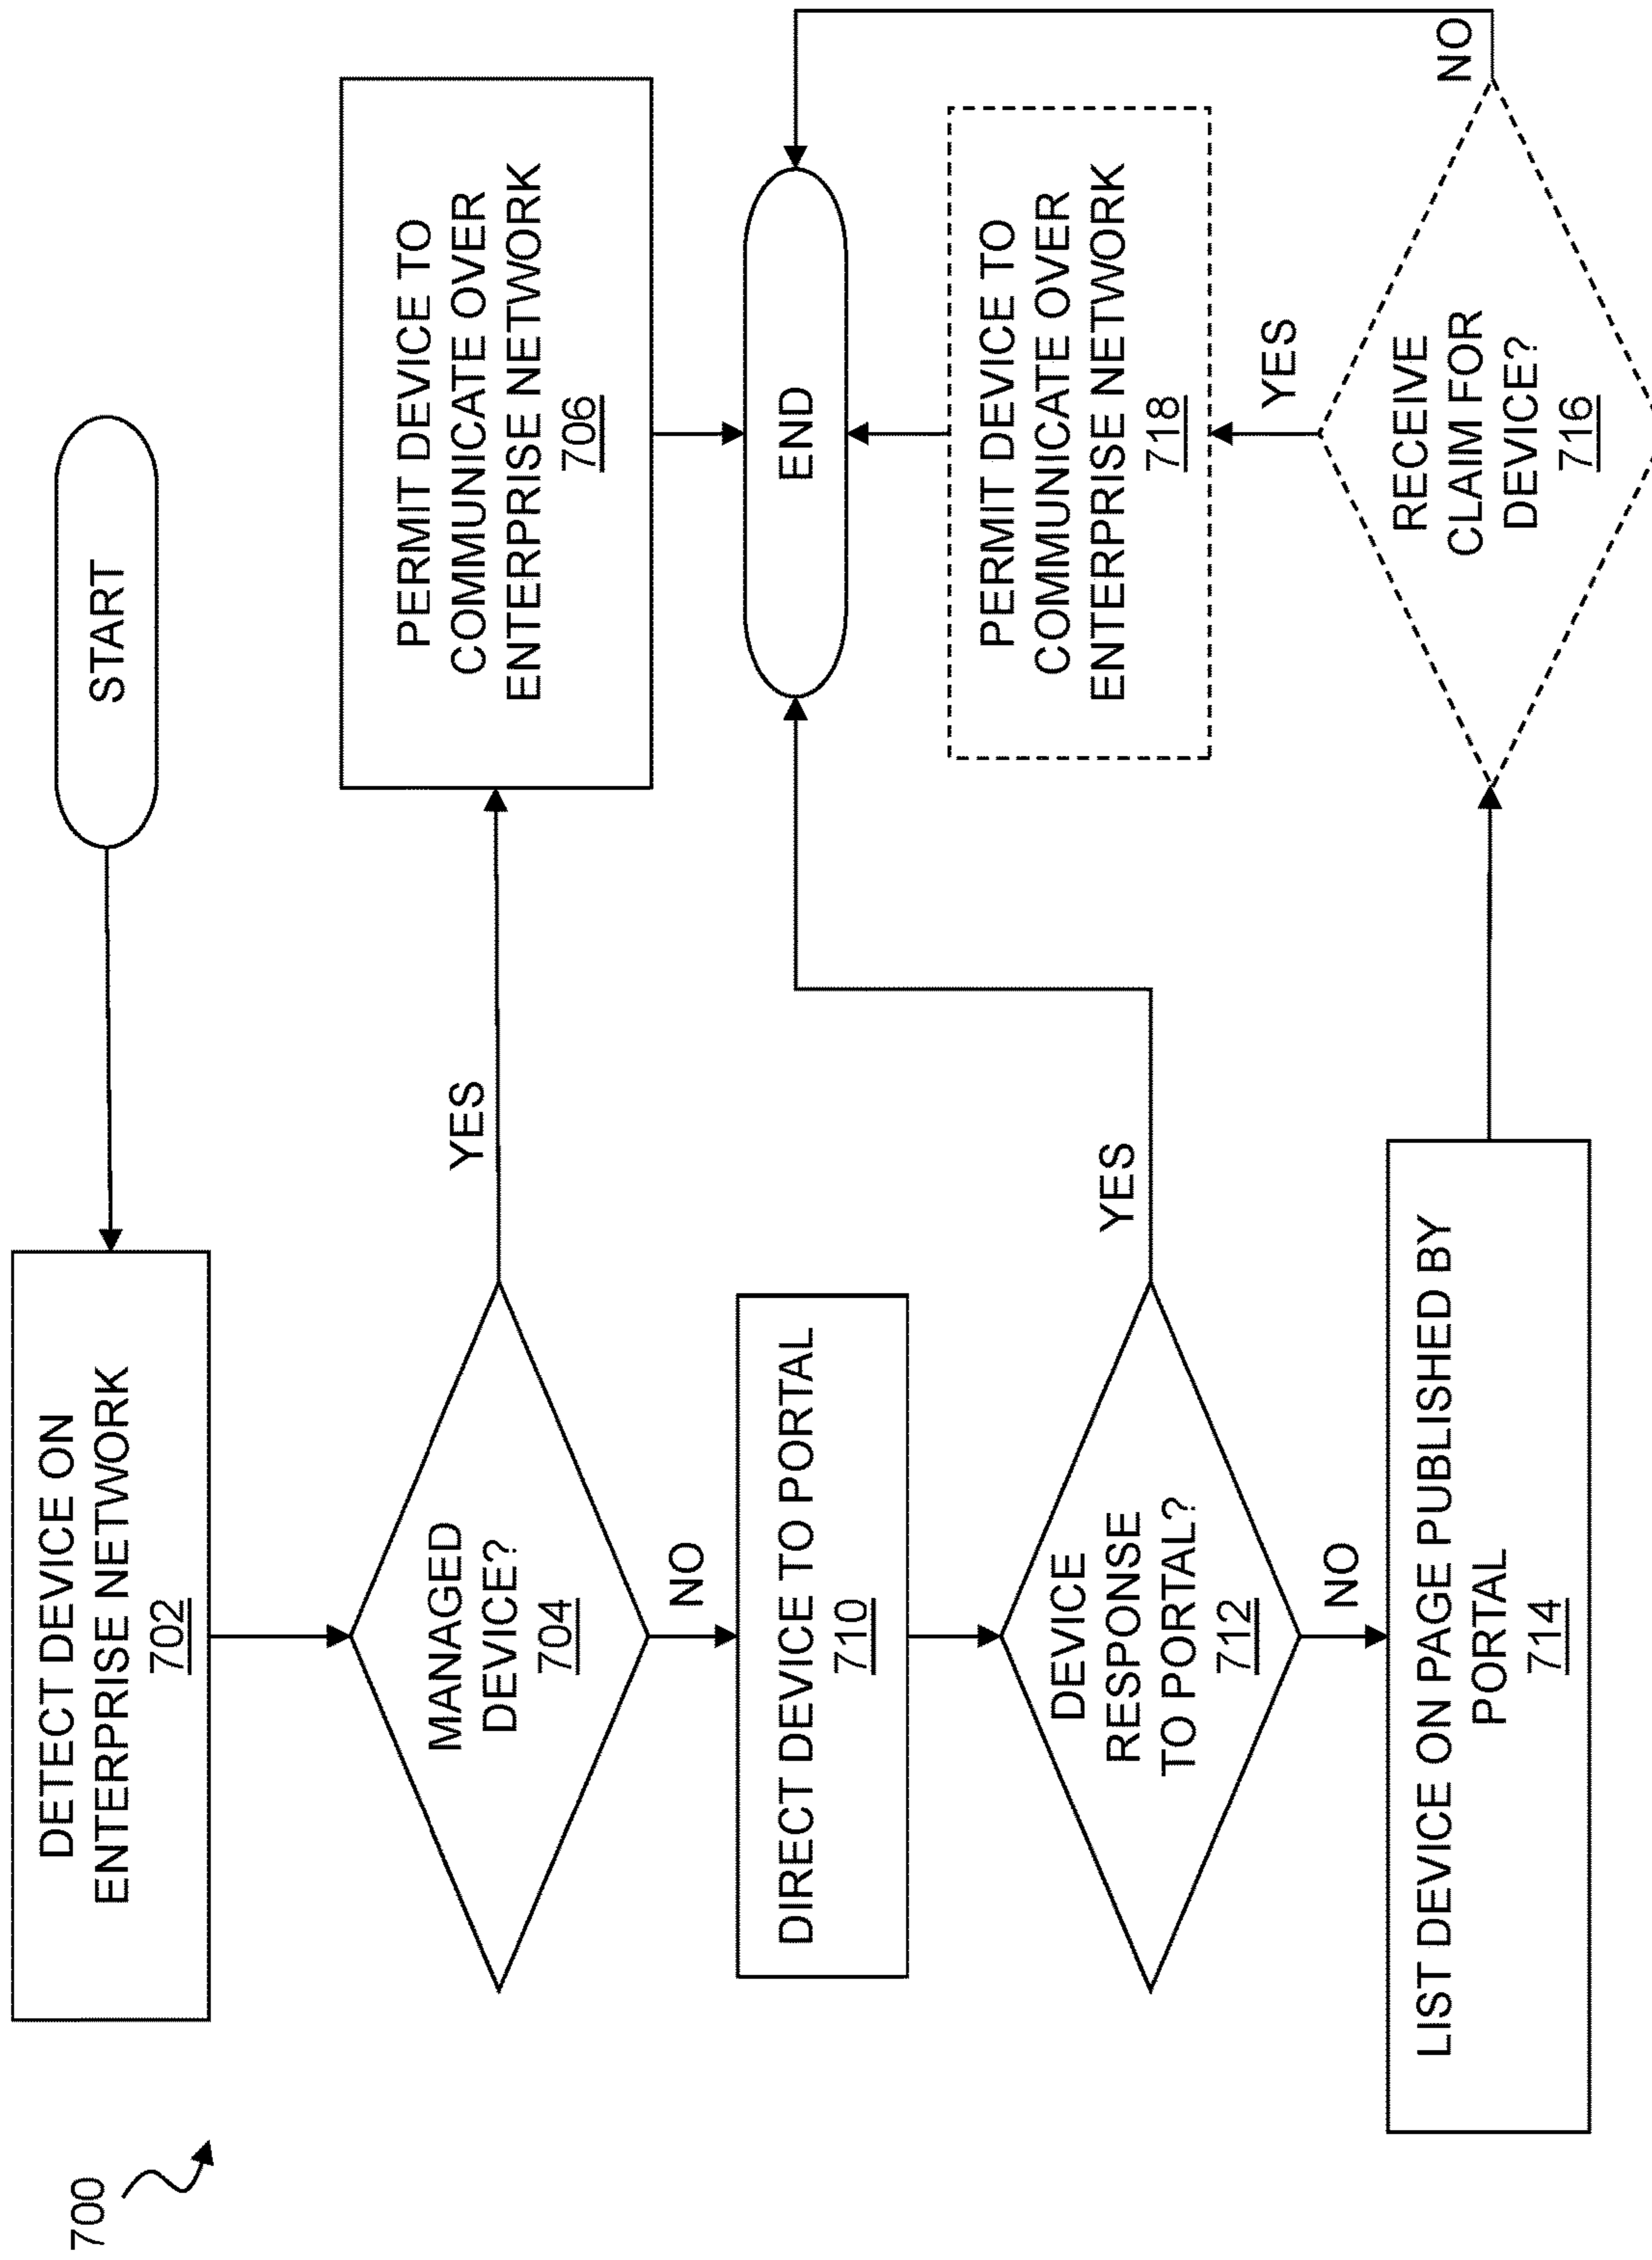 700
START
DETECT DEVICE ON
ENTERPRISE NETWORK
702
MANAGED
DEVICE?
704
YES
PERMIT DEVICE TO
COMMUNICATE OVER
ENTERPRISE NETWORK
706
NO
DIRECT DEVICE TO PORTAL
710
END
DEVICE
RESPONSE
TO PORTAL?
712
YES
PERMIT DEVICE TO
COMMUNICATE OVER
ENTERPRISE NETWORK
718
NO
YES
LIST DEVICE ON PAGE PUBLISHED BY
PORTAL
714
RECEIVE
CLAIM FOR
DEVICE?
716
NO